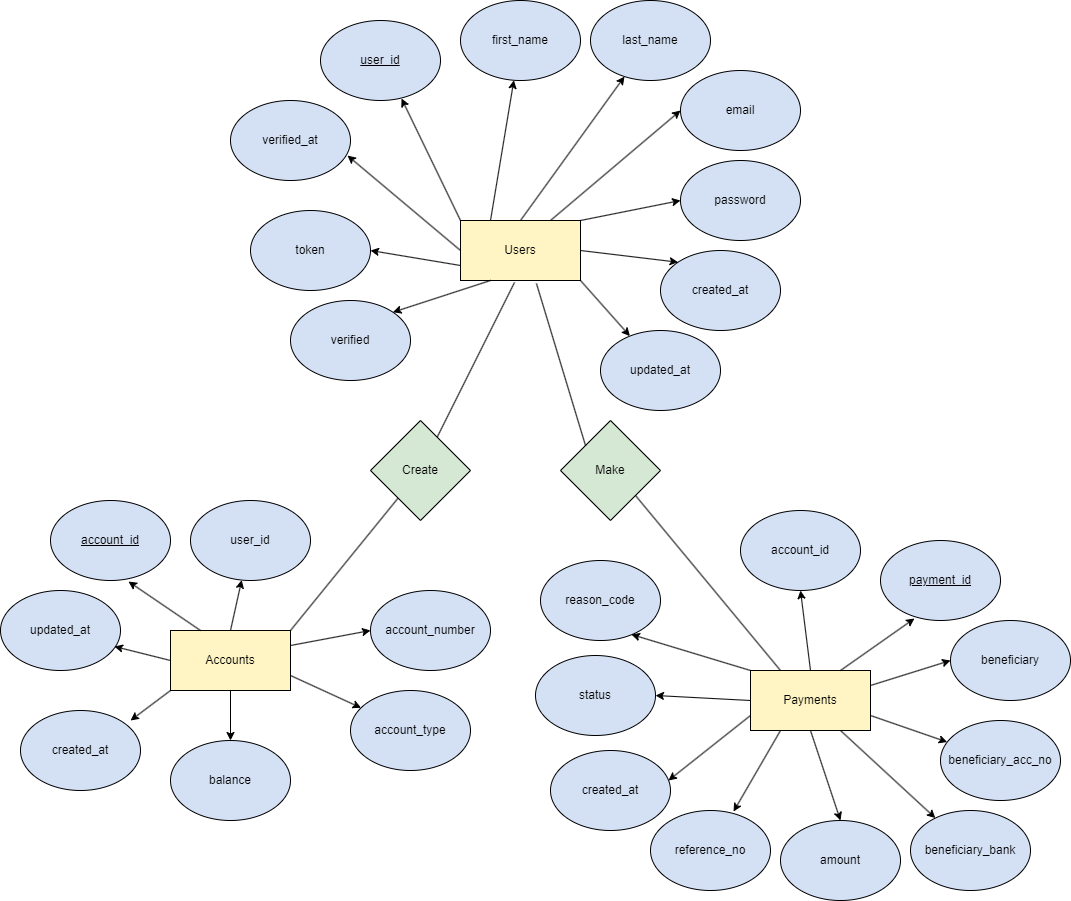 first_name
last_name
user_id
email
verified_at
password
token
Users
created_at
verified
updated_at
Create
Make
account_id
user_id
account_id
payment_id
reason_code
updated_at
account_number
Accounts
beneficiary
status
Payments
created_at
account_type
beneficiary_acc_no
balance
created_at
reference_no
amount
beneficiary_bank